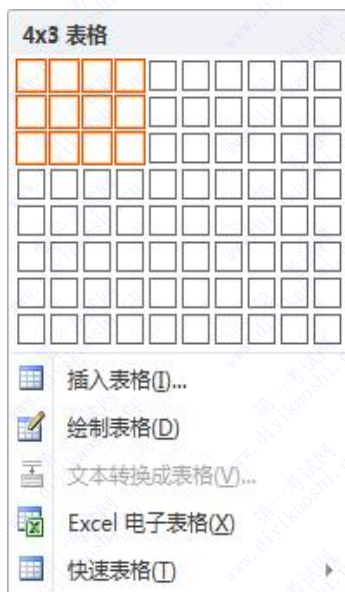 4x3 表格
插入表格(I)...
绘制表格(D)
文本转换成表格(V)...
Excel 电子表格(X)
快速表格(T)